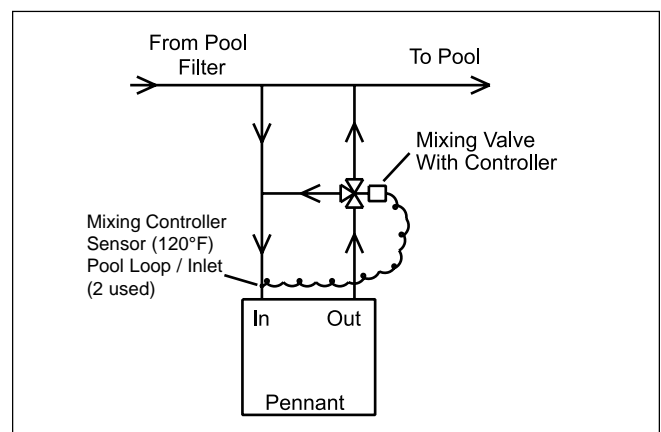 From Pool
Filter
To Pool
Mixing Valve
With Controller
Mixing Controller
Sensor (120°F)
Pool Loop / Inlet
(2 used)
In
Out
Pennant